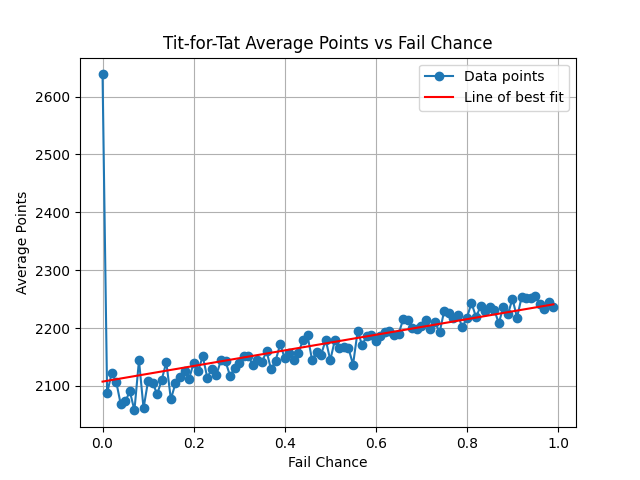 Tit-for-Tat Average Points vs Fail Chance
Data points
Line of best fit
2600
2500
2400
2300
2200
2100
Average Points
0.0 0.2 0.4 0.6 0.8 1.0
Fail Chance